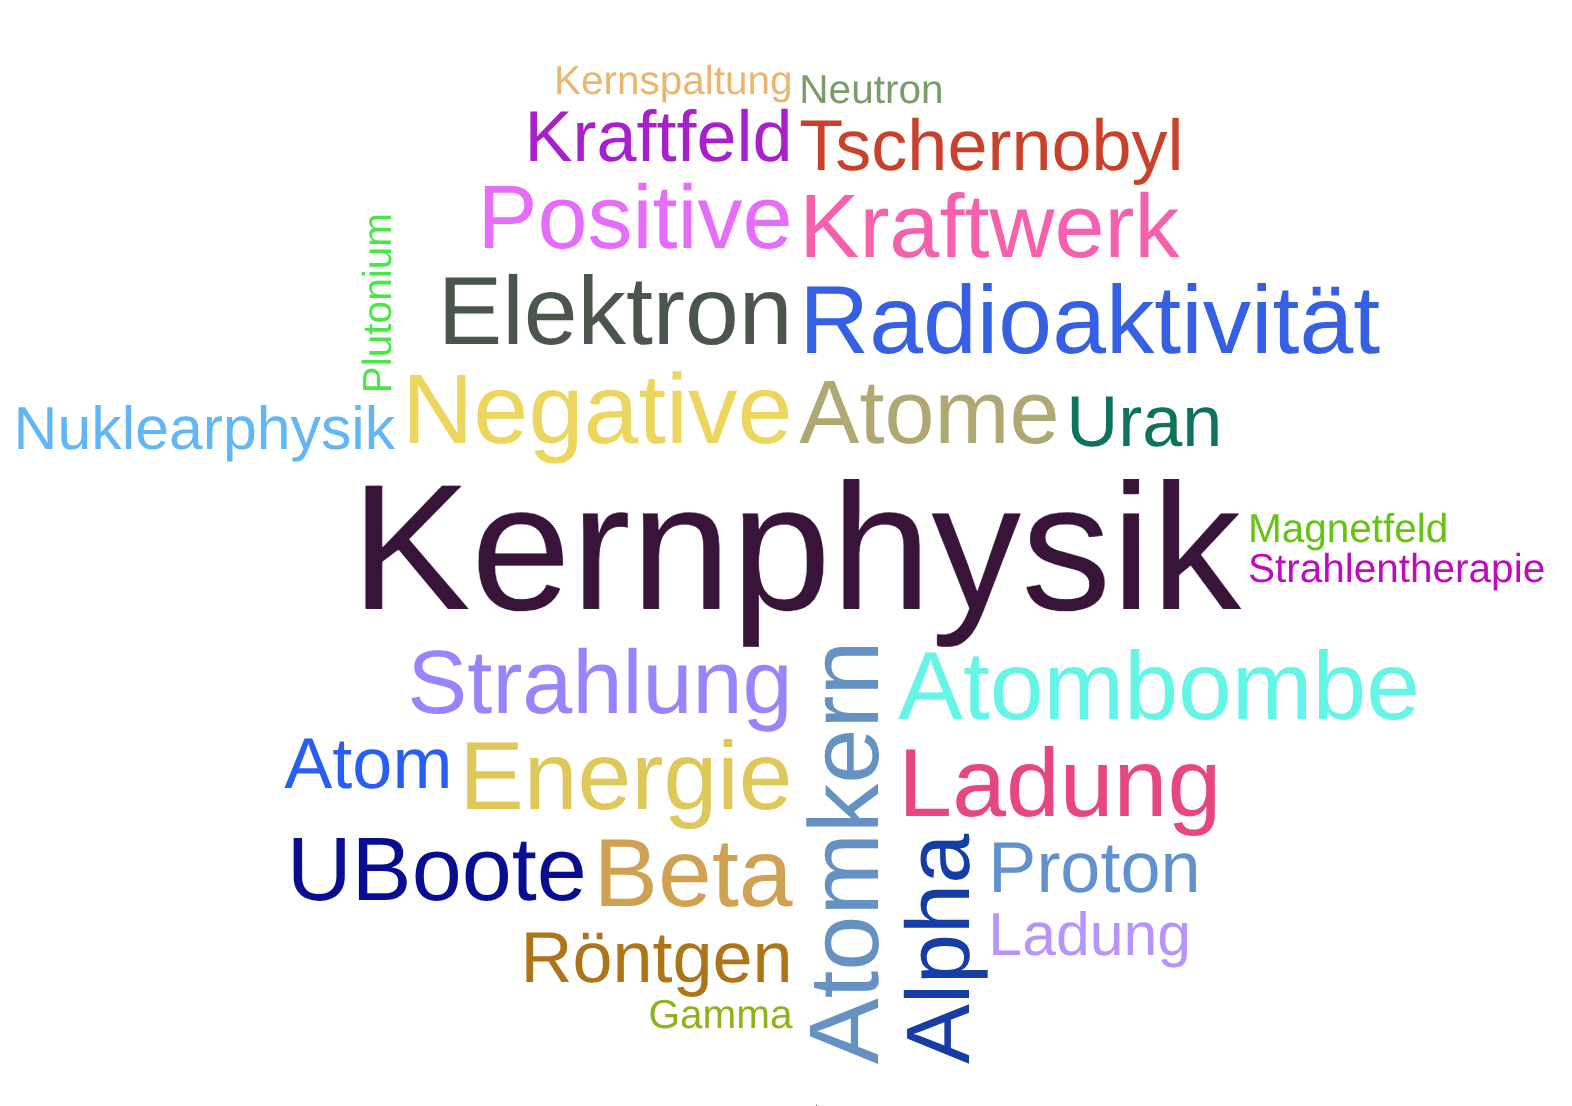 Kernspaltung
Neutron
Kraftfeld
Tschernobyl
Positive
Kraftwerk
Plutonium
Elektron
Radioaktivität
Nuklearphysik
Negative
Atome
Uran
Kernphysik
Magnetfeld
Strahlentherapie
Strahlung
Atomkern
Atombombe
Atom
Energie
Ladung
UBoote
Beta
Alpha
Proton
Röntgen
Ladung
Gamma